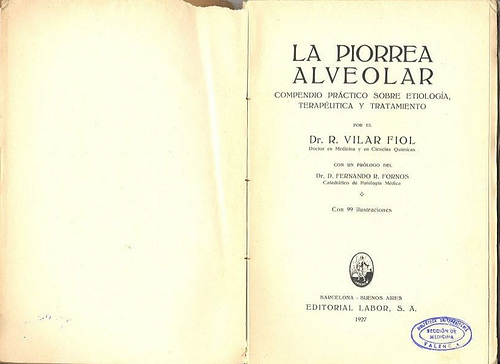 LA PIORREA
ALVEOLAR
COMPENDIO PRÁCTICO SOBRE ETIOLOGÍA,
TERAPÉUTICA Y TRATAMIENTO
POR EL
Dr. R. VILAR FIOL
Doctor en Medicina y en Ciencias Químicas
CON UN PRÓLOGO DEL
Dr. D. FERNANDO R. FORNOS
Catedrático de Patología Médica
Con 99 ilustraciones
BARCELONA - BUENOS AIRES
EDITORIAL LABOR, S. A.
1927
SECCIÓN DE
MEDICINA